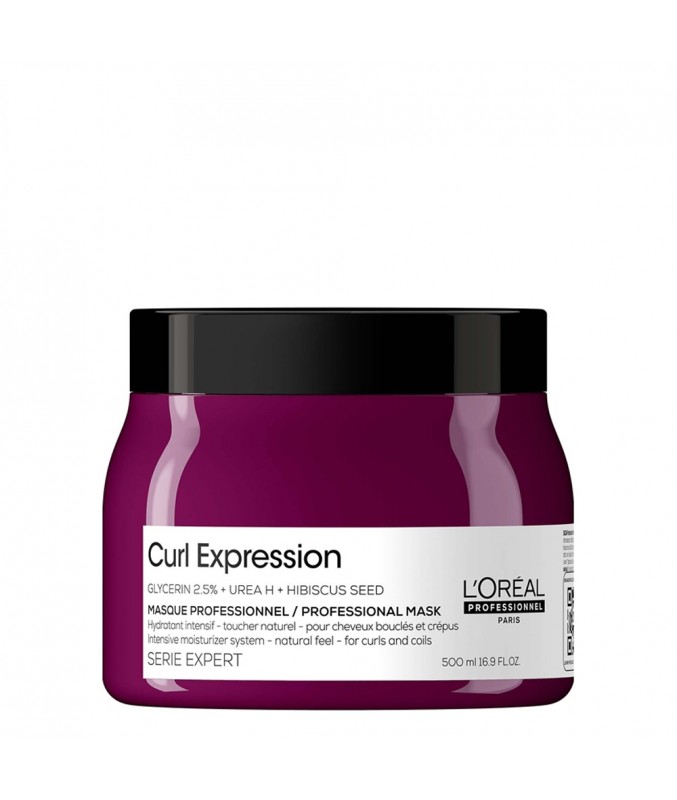 Curl Expression
GLYCERIN 2.5% + UREA H + HIBISCUS SEED
MASQUE PROFESSIONNEL / PROFESSIONAL MASK
Hydratant intensif - toucher naturel - pour cheveux bouclés et crépus
Intensive moisturizer system - natural feel - for curls and coils
SERIE EXPERT
500 ml 16.9 FL.OZ.
L'ORÉAL
PROFESSIONNEL
PARIS